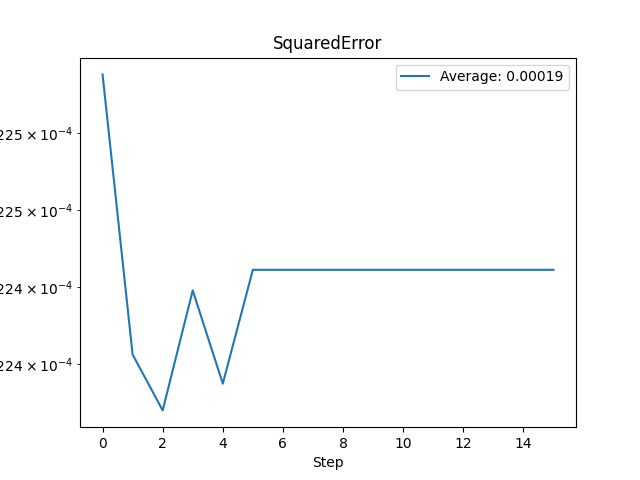 SquaredError
Average: 0.00019
225 × 10⁻⁴
225 × 10⁻⁴
224 × 10⁻⁴
224 × 10⁻⁴
0 2 4 6 8 10 12 14
Step